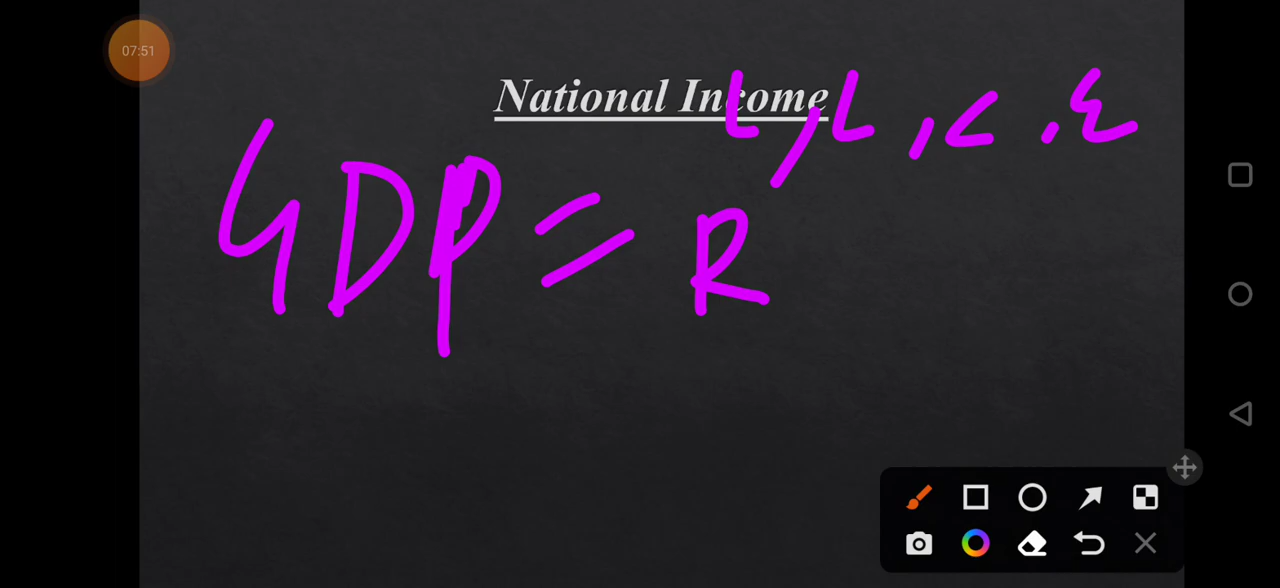 07:51
National Income
L, L, C, E
GDP = R